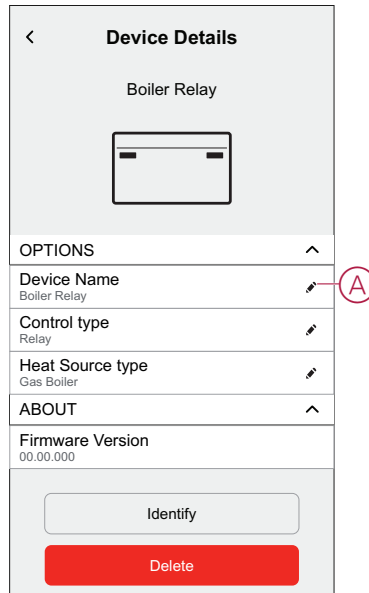 Device Details
Boiler Relay
OPTIONS
Device Name
Boiler Relay
A
Control type
Relay
Heat Source type
Gas Boiler
ABOUT
Firmware Version
00.00.000
Identify
Delete